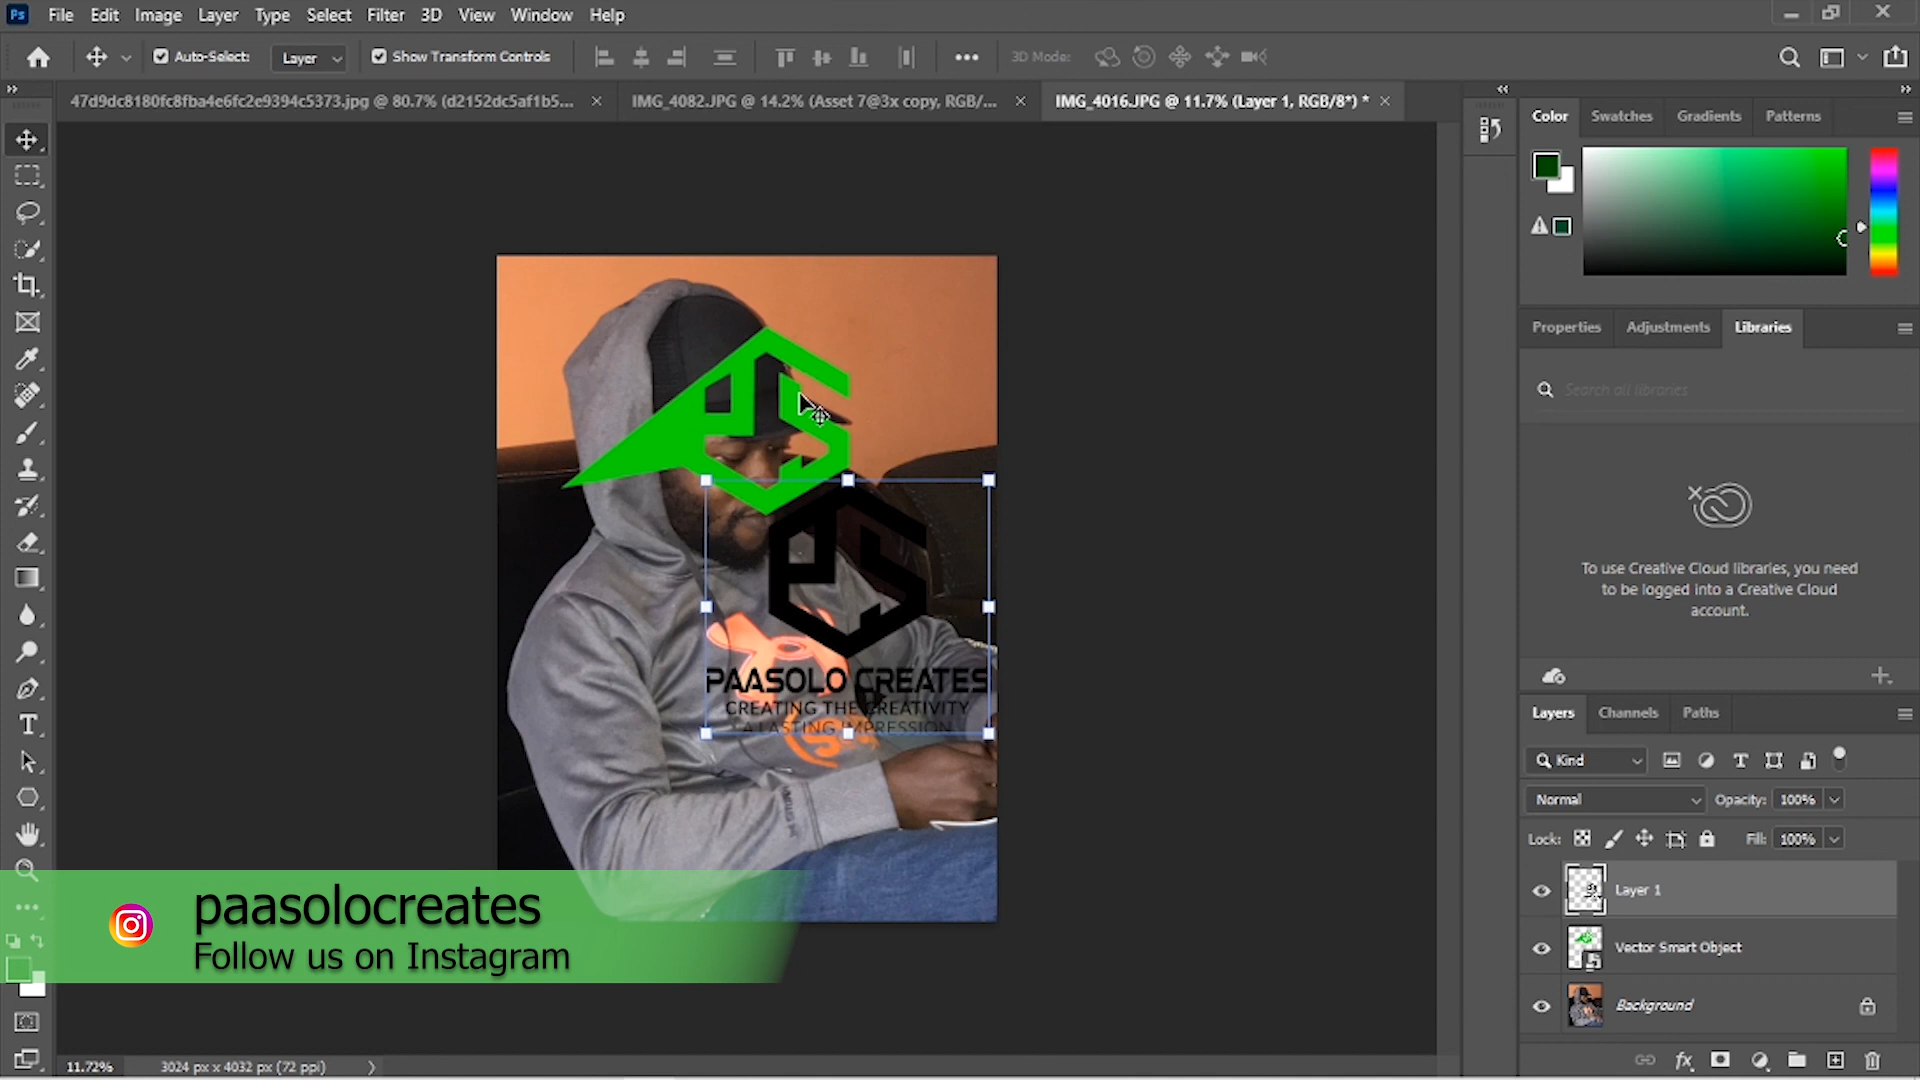 Ps File Edit Image Layer Type Select Filter 3D View Window Help
Auto-Select: Layer Show Transform Controls 3D Mode:
47d9dc8180fc8fba4e6fc2e9394c5373.jpg @ 80.7% (d2152dc5af1b5... × IMG_4082.JPG @ 14.2% (Asset 7@3x copy, RGB/... × IMG_4016.JPG @ 11.7% (Layer 1, RGB/8*) * ×
Color Swatches Gradients Patterns
Properties Adjustments Libraries
Search all libraries
To use Creative Cloud libraries, you need
to be logged into a Creative Cloud
account.
PAASOLO CREATES
CREATING THE CREATIVITY
A LASTING IMPRESSION
Layers Channels Paths
Kind
Normal Opacity: 100%
Lock: Fill: 100%
Layer 1
Vector Smart Object
Background
paasolocreates
Follow us on Instagram
11.72% 3024 px x 4032 px (72 ppi)